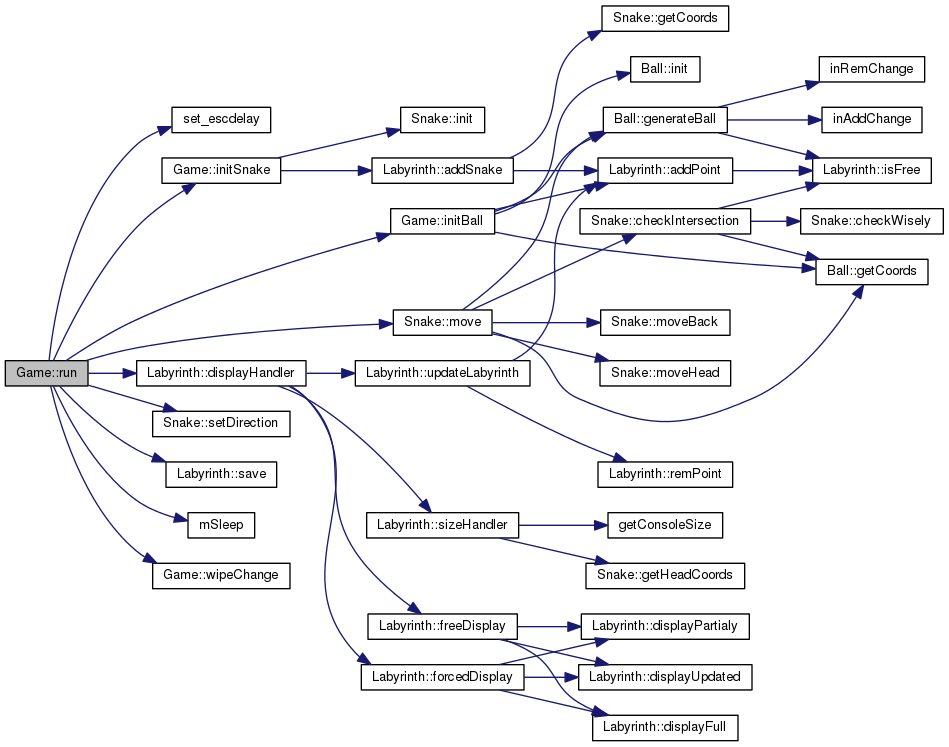 Snake::getCoords
Ball::init
inRemChange
set_escdelay
Snake::init
Ball::generateBall
inAddChange
Game::initSnake
Labyrinth::addSnake
Labyrinth::addPoint
Labyrinth::isFree
Game::initBall
Snake::checkIntersection
Snake::checkWisely
Ball::getCoords
Snake::move
Snake::moveBack
Game::run
Labyrinth::displayHandler
Labyrinth::updateLabyrinth
Snake::moveHead
Snake::setDirection
Labyrinth::save
Labyrinth::remPoint
mSleep
Labyrinth::sizeHandler
getConsoleSize
Game::wipeChange
Snake::getHeadCoords
Labyrinth::freeDisplay
Labyrinth::displayPartialy
Labyrinth::forcedDisplay
Labyrinth::displayUpdated
Labyrinth::displayFull